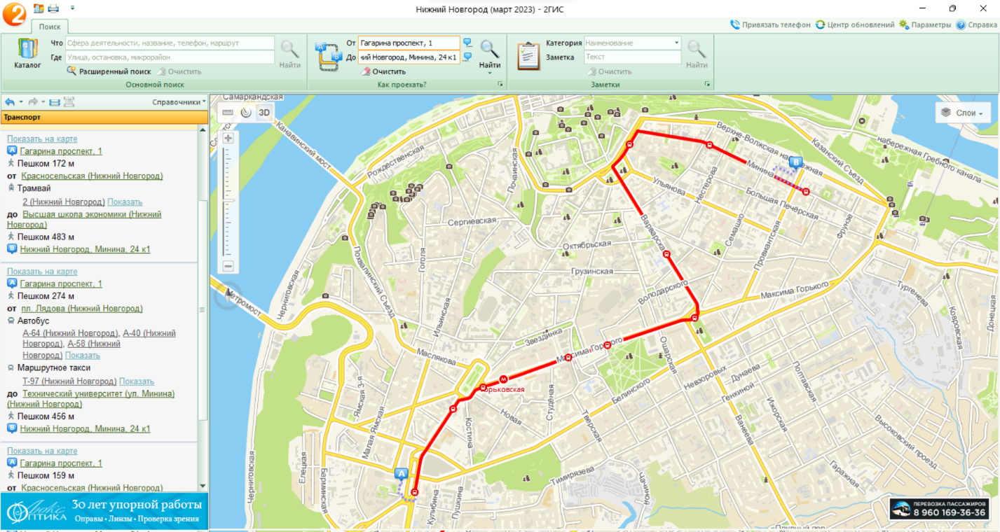 2
Нижний Новгород (март 2023) - 2ГИС
Поиск
Привязать телефон
Центр обновлений
Параметры
Справка
Каталог
Что Сфера деятельности, название, телефон, маршрут
Где Улица, остановка, микрорайон
Расширенный поиск Очистить
Найти
Основной поиск
От Гагарина проспект, 1
До ий Новгород, Минина, 24 к1
Очистить
Найти
Как проехать?
Категория Наименование
Заметка Текст
Очистить
Найти
Заметки
Справочники
Транспорт
Показать на карте
A Гагарина проспект, 1
Пешком 172 м
от Красносельская (Нижний Новгород)
Трамвай
2 (Нижний Новгород) Показать
до Высшая школа экономики (Нижний
Новгород)
Пешком 483 м
B Нижний Новгород, Минина, 24 к1
Показать на карте
A Гагарина проспект, 1
Пешком 274 м
от пл. Лядова (Нижний Новгород)
Автобус
А-64 (Нижний Новгород), А-40 (Нижний
Новгород), А-58 (Нижний
Новгород) Показать
Маршрутное такси
Т-97 (Нижний Новгород) Показать
до Технический университет (ул. Минина)
(Нижний Новгород)
Пешком 456 м
B Нижний Новгород, Минина, 24 к1
Показать на карте
A Гагарина проспект, 1
Пешком 159 м
от Красносельская (Нижний Новгород)
Люкс
ОПТИКА
30 лет упорной работы
Оправы • Линзы • Проверка зрения
Самаркандская
3D
Слои
Канавинский мост
Рождественская
Почаинская
Верхне-Волжская набережная
Казанский Съезд
набережная Гребного канала
B
Минина
Ульянова
Нестерова
Большая Печёрская
Сергиевская
Варварская
Семашко
Фрунзе
Провиантская
Октябрьская
Гоголя
Похвалинский Съезд
Грузинская
Черниговская
Метромост
Володарского
Максима Горького
Тургенева
Ковровская
Донецкая
Ильинская
Звездинка
Максима Горького
Ошарская
Маслякова
М
Горьковская
Студёная
Белинского
Невзоровых
Дунаева
Генкиной
Полтавская
Ямская 3-я
Малая Ямская
Новая
Костина
Тверская
Ижорская
Ванеева
Высоковский проезд
Черниговская
Елецкая
Барминская
A
Тимирязева
Чачиной
Гаражная
Кулибина
Пушкина
Прудный пер
ПЕРЕВОЗКА ПАССАЖИРОВ
8 960 169-36-36